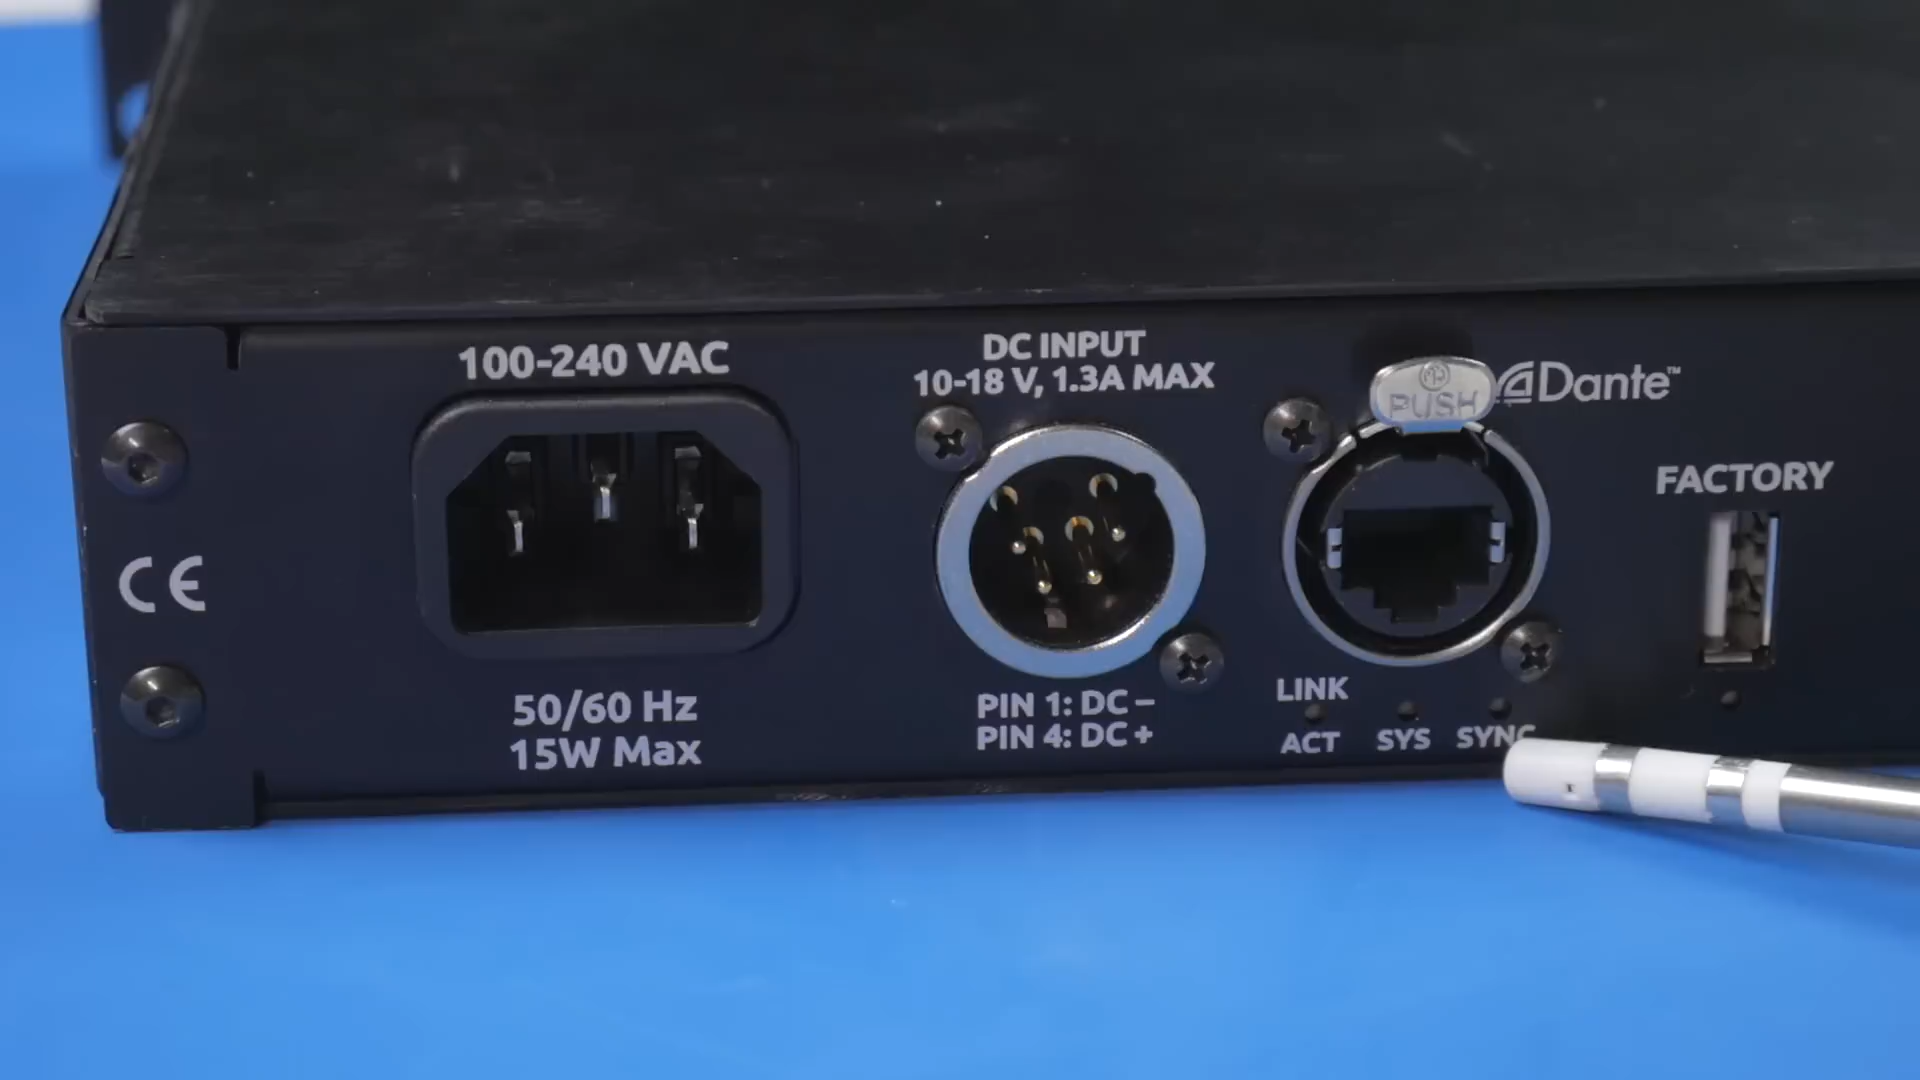 100-240 VAC
50/60 Hz
15W Max
CE
DC INPUT
10-18 V, 1.3A MAX
PIN 1: DC −
PIN 4: DC +
PUSH
Dante™
LINK
ACT
SYS
SYNC
FACTORY